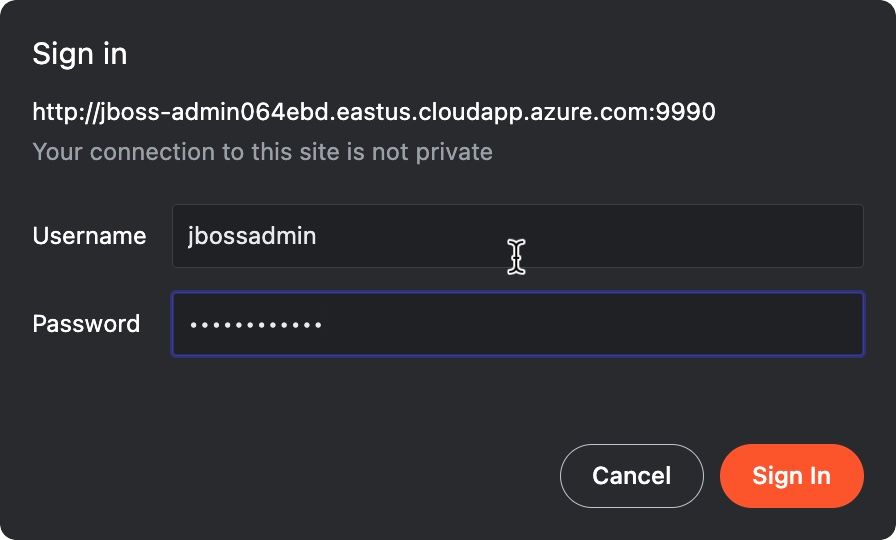 Sign in
http://jboss-admin064ebd.eastus.cloudapp.azure.com:9990
Your connection to this site is not private
Username jbossadmin
Password ••••••••••••
Cancel Sign In